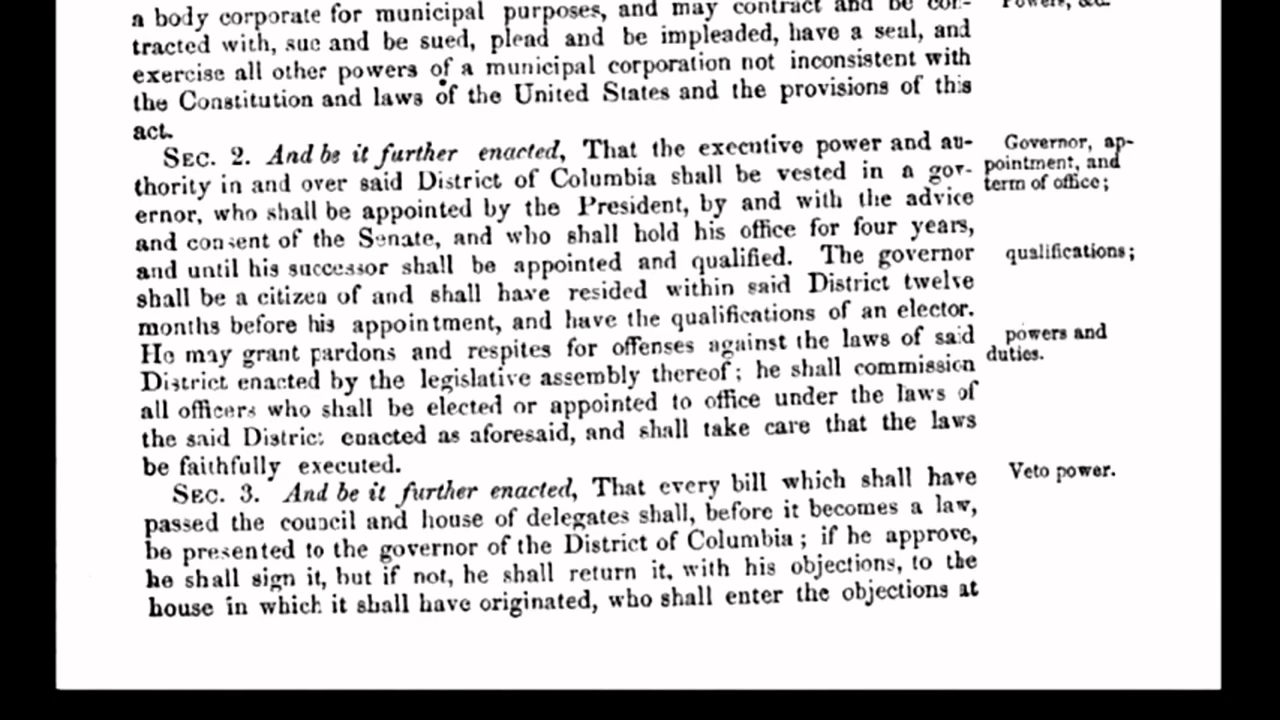 a body corporate for municipal purposes, and may contract and be con-
Powers, &c.
tracted with, sue and be sued, plead and be impleaded, have a seal, and
exercise all other powers of a municipal corporation not inconsistent with
the Constitution and laws of the United States and the provisions of this
act.
SEC. 2. And be it further enacted, That the executive power and au-
thority in and over said District of Columbia shall be vested in a gov-
ernor, who shall be appointed by the President, by and with the advice
and consent of the Senate, and who shall hold his office for four years,
and until his successor shall be appointed and qualified. The governor
shall be a citizen of and shall have resided within said District twelve
months before his appointment, and have the qualifications of an elector.
He may grant pardons and respites for offenses against the laws of said
District enacted by the legislative assembly thereof; he shall commission
all officers who shall be elected or appointed to office under the laws of
the said District enacted as aforesaid, and shall take care that the laws
be faithfully executed.
Governor, ap-
pointment, and
term of office;
qualifications;
powers and
duties.
SEC. 3. And be it further enacted, That every bill which shall have
passed the council and house of delegates shall, before it becomes a law,
be presented to the governor of the District of Columbia; if he approve,
he shall sign it, but if not, he shall return it, with his objections, to the
house in which it shall have originated, who shall enter the objections at
Veto power.